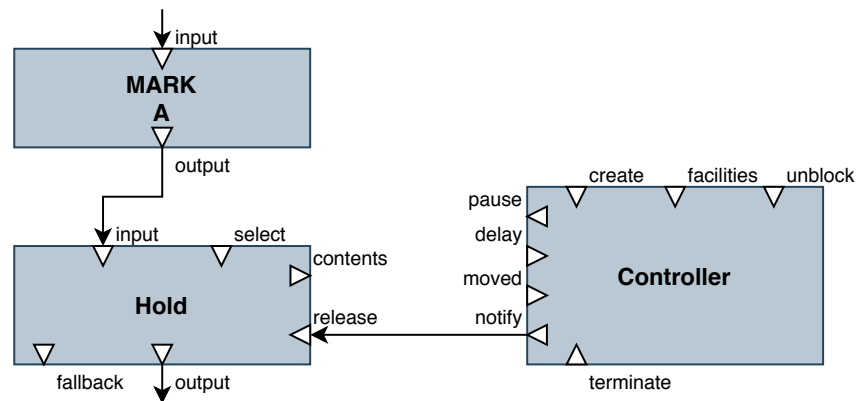 input
MARK
A
output
create
facilities
unblock
pause
delay
moved
notify
Controller
terminate
input
select
contents
Hold
release
fallback
output